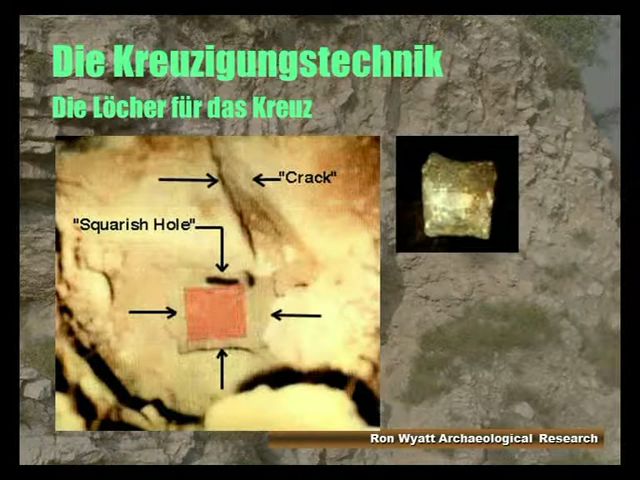 Die Kreuzigungstechnik
Die Löcher für das Kreuz
"Crack"
"Squarish Hole"
Ron Wyatt Archaeological Research